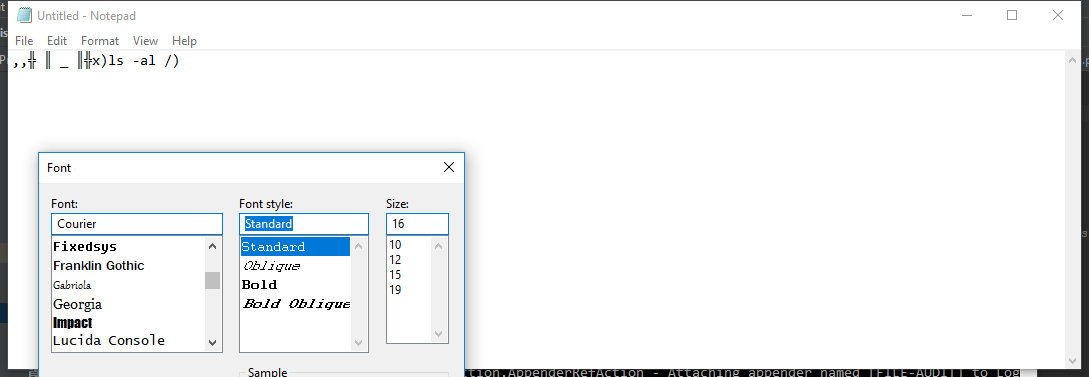 Untitled - Notepad
File Edit Format View Help
,,╬ ║ _ ║╬x)ls -al /)
Font
Font: Font style: Size:
Courier Standard 16
Fixedsys Standard 10
Franklin Gothic Oblique 12
Gabriola Bold 15
Georgia Bold Oblique 19
Impact
Lucida Console
Sample
tion.AppenderRefAction - Attaching appender named [FILE-AUDIT] to Log